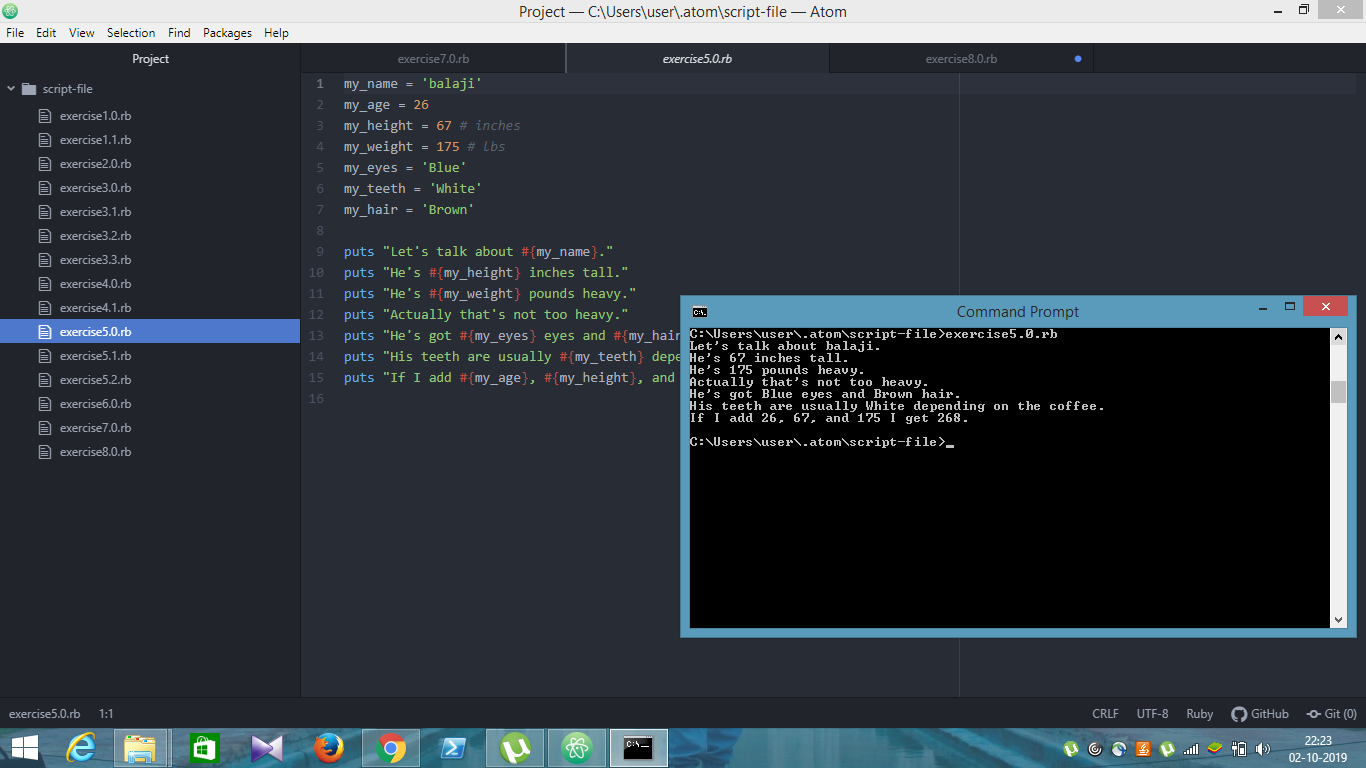 Project — C:\Users\user\.atom\script-file — Atom
File Edit View Selection Find Packages Help
Project
exercise7.0.rb
exercise5.0.rb
exercise8.0.rb
script-file
exercise1.0.rb
exercise1.1.rb
exercise2.0.rb
exercise3.0.rb
exercise3.1.rb
exercise3.2.rb
exercise3.3.rb
exercise4.0.rb
exercise4.1.rb
exercise5.0.rb
exercise5.1.rb
exercise5.2.rb
exercise6.0.rb
exercise7.0.rb
exercise8.0.rb
1 my_name = 'balaji'
2 my_age = 26
3 my_height = 67 # inches
4 my_weight = 175 # lbs
5 my_eyes = 'Blue'
6 my_teeth = 'White'
7 my_hair = 'Brown'
8
9 puts "Let's talk about #{my_name}."
10 puts "He's #{my_height} inches tall."
11 puts "He's #{my_weight} pounds heavy."
12 puts "Actually that's not too heavy."
13 puts "He's got #{my_eyes} eyes and #{my_hair
14 puts "His teeth are usually #{my_teeth} depe
15 puts "If I add #{my_age}, #{my_height}, and
16
Command Prompt
C:\Users\user\.atom\script-file>exercise5.0.rb
Let's talk about balaji.
He's 67 inches tall.
He's 175 pounds heavy.
Actually that's not too heavy.
He's got Blue eyes and Brown hair.
His teeth are usually White depending on the coffee.
If I add 26, 67, and 175 I get 268.
C:\Users\user\.atom\script-file>_
exercise5.0.rb 1:1
CRLF UTF-8 Ruby GitHub Git (0)
22:23
02-10-2019